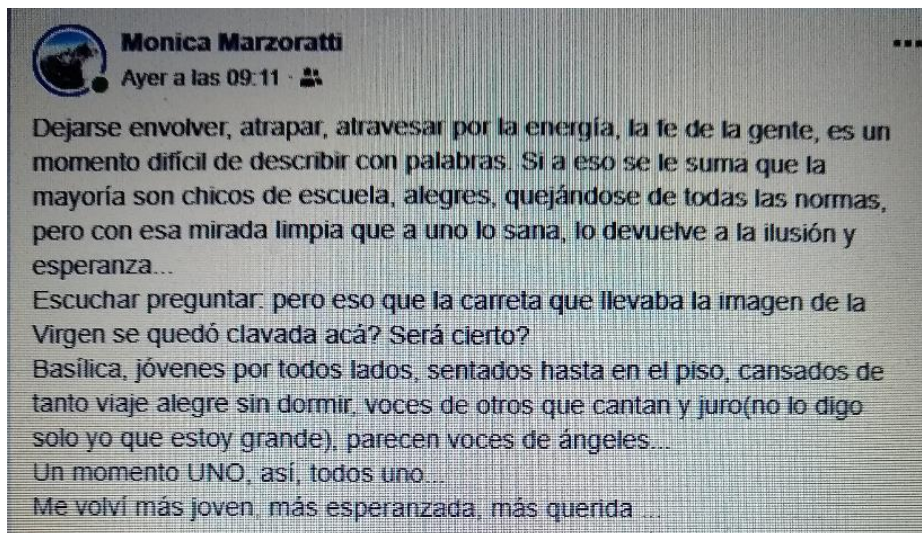 Monica Marzoratti
Ayer a las 09:11 ·
Dejarse envolver, atrapar, atravesar por la energía, la fe de la gente, es un
momento difícil de describir con palabras. Si a eso se le suma que la
mayoría son chicos de escuela, alegres, quejándose de todas las normas,
pero con esa mirada limpia que a uno lo sana, lo devuelve a la ilusión y
esperanza...
Escuchar preguntar: pero eso que la carreta que llevaba la imagen de la
Virgen se quedó clavada acá? Será cierto?
Basílica, jóvenes por todos lados, sentados hasta en el piso, cansados de
tanto viaje alegre sin dormir, voces de otros que cantan y juro(no lo digo
solo yo que estoy grande), parecen voces de ángeles...
Un momento UNO, así, todos uno...
Me volví más joven, más esperanzada, más querida ...